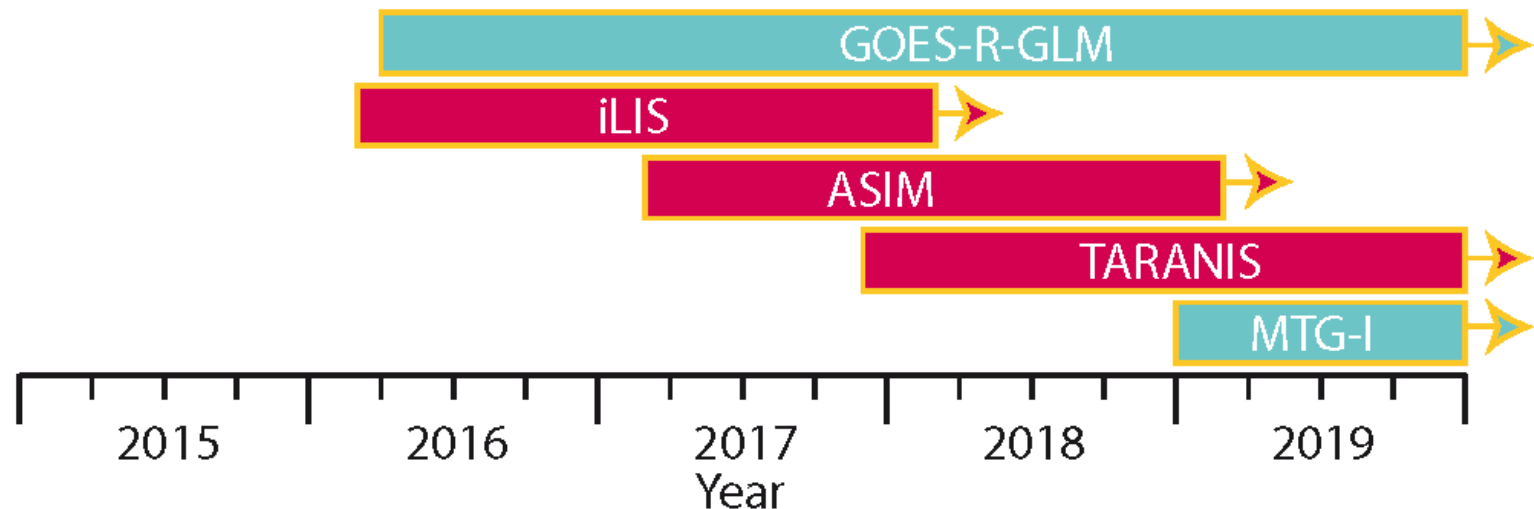 GOES-R-GLM
iLIS
ASIM
TARANIS
MTG-I
2015 2016 2017 2018 2019
Year